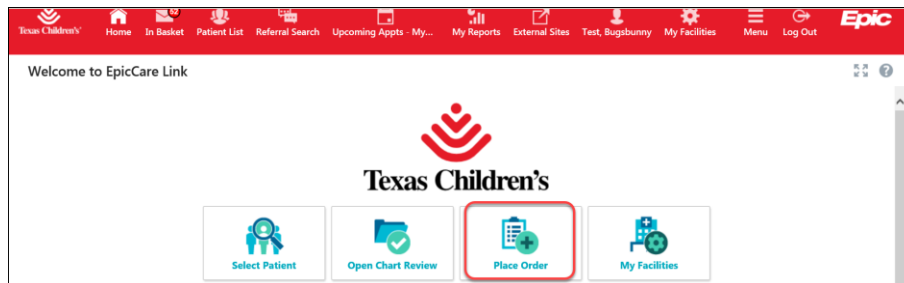 52
Texas Children's Home In Basket Patient List Referral Search Upcoming Appts - My... My Reports External Sites Test, Bugsbunny My Facilities Menu Log Out Epic
Welcome to EpicCare Link
Texas Children's
Select Patient Open Chart Review Place Order My Facilities